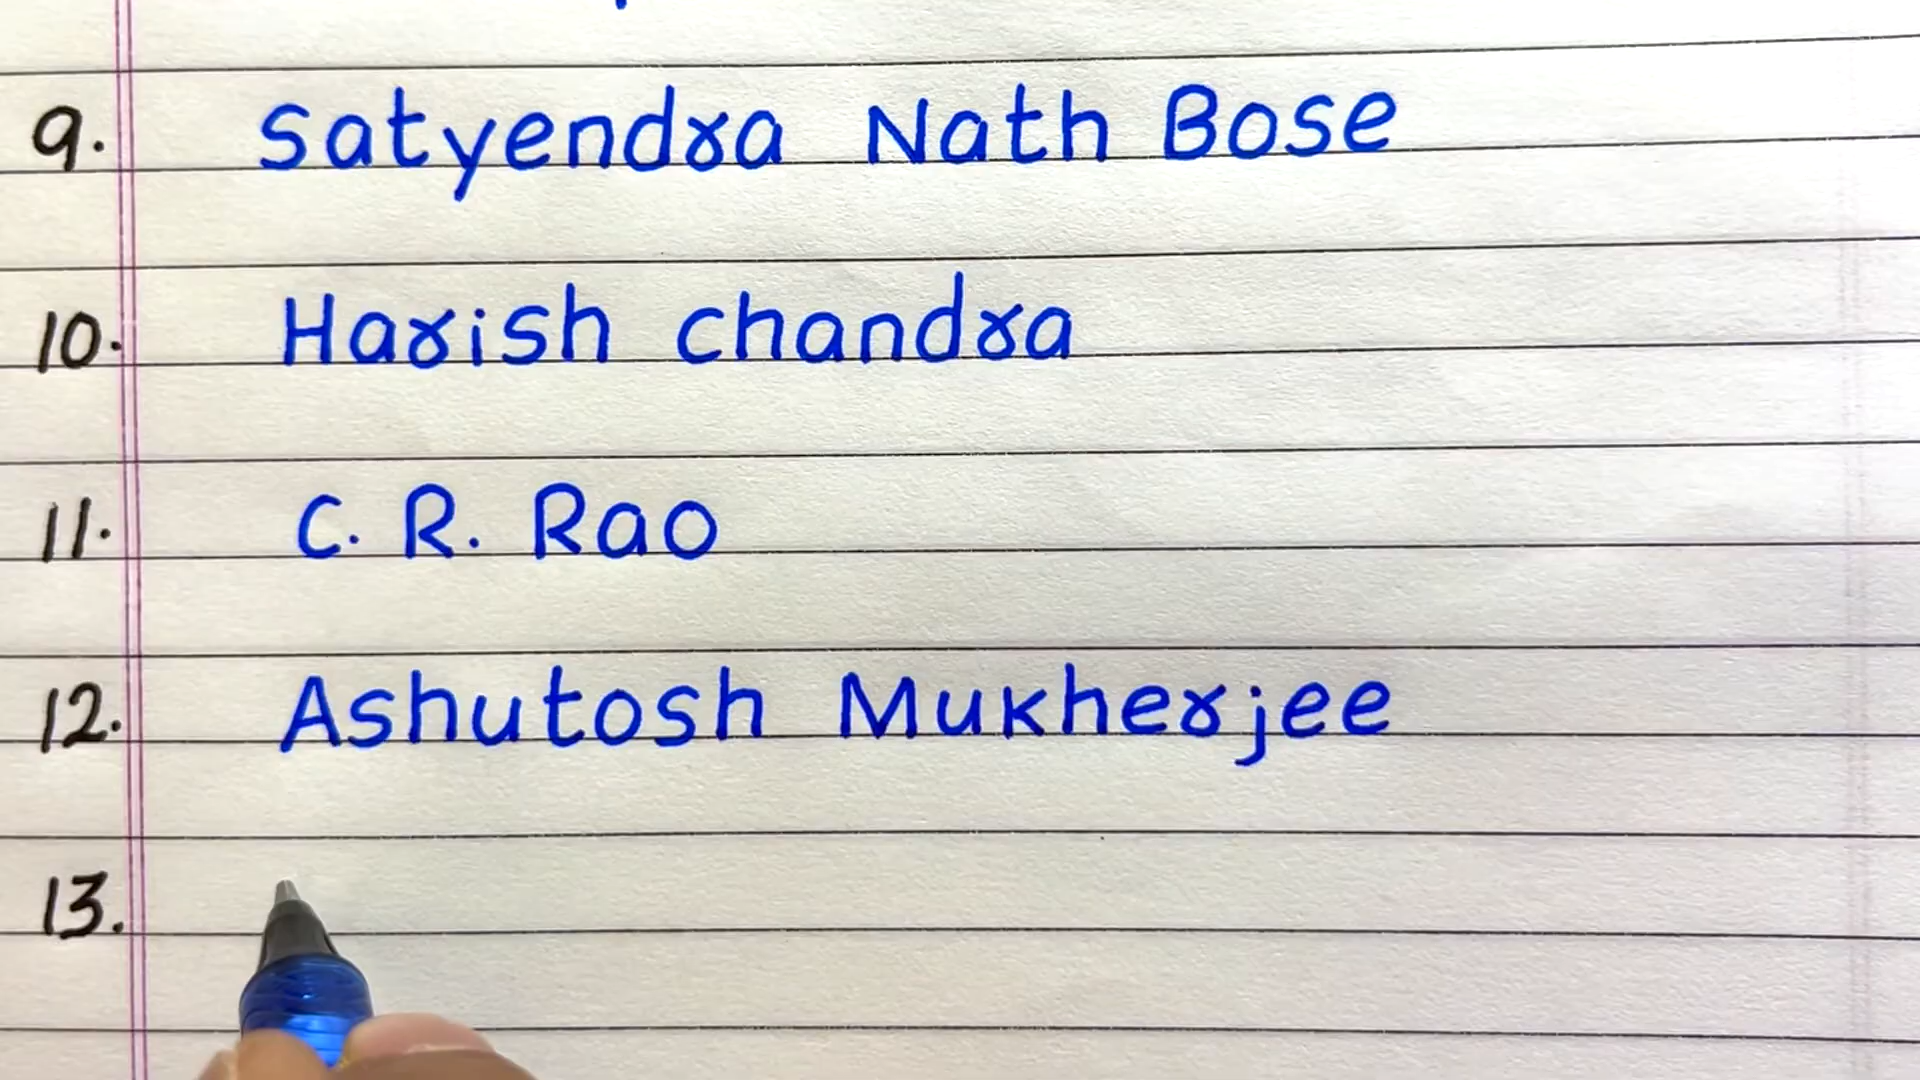 9. Satyendra Nath Bose
10. Harish chandra
11. C. R. Rao
12. Ashutosh Mukherjee
13.